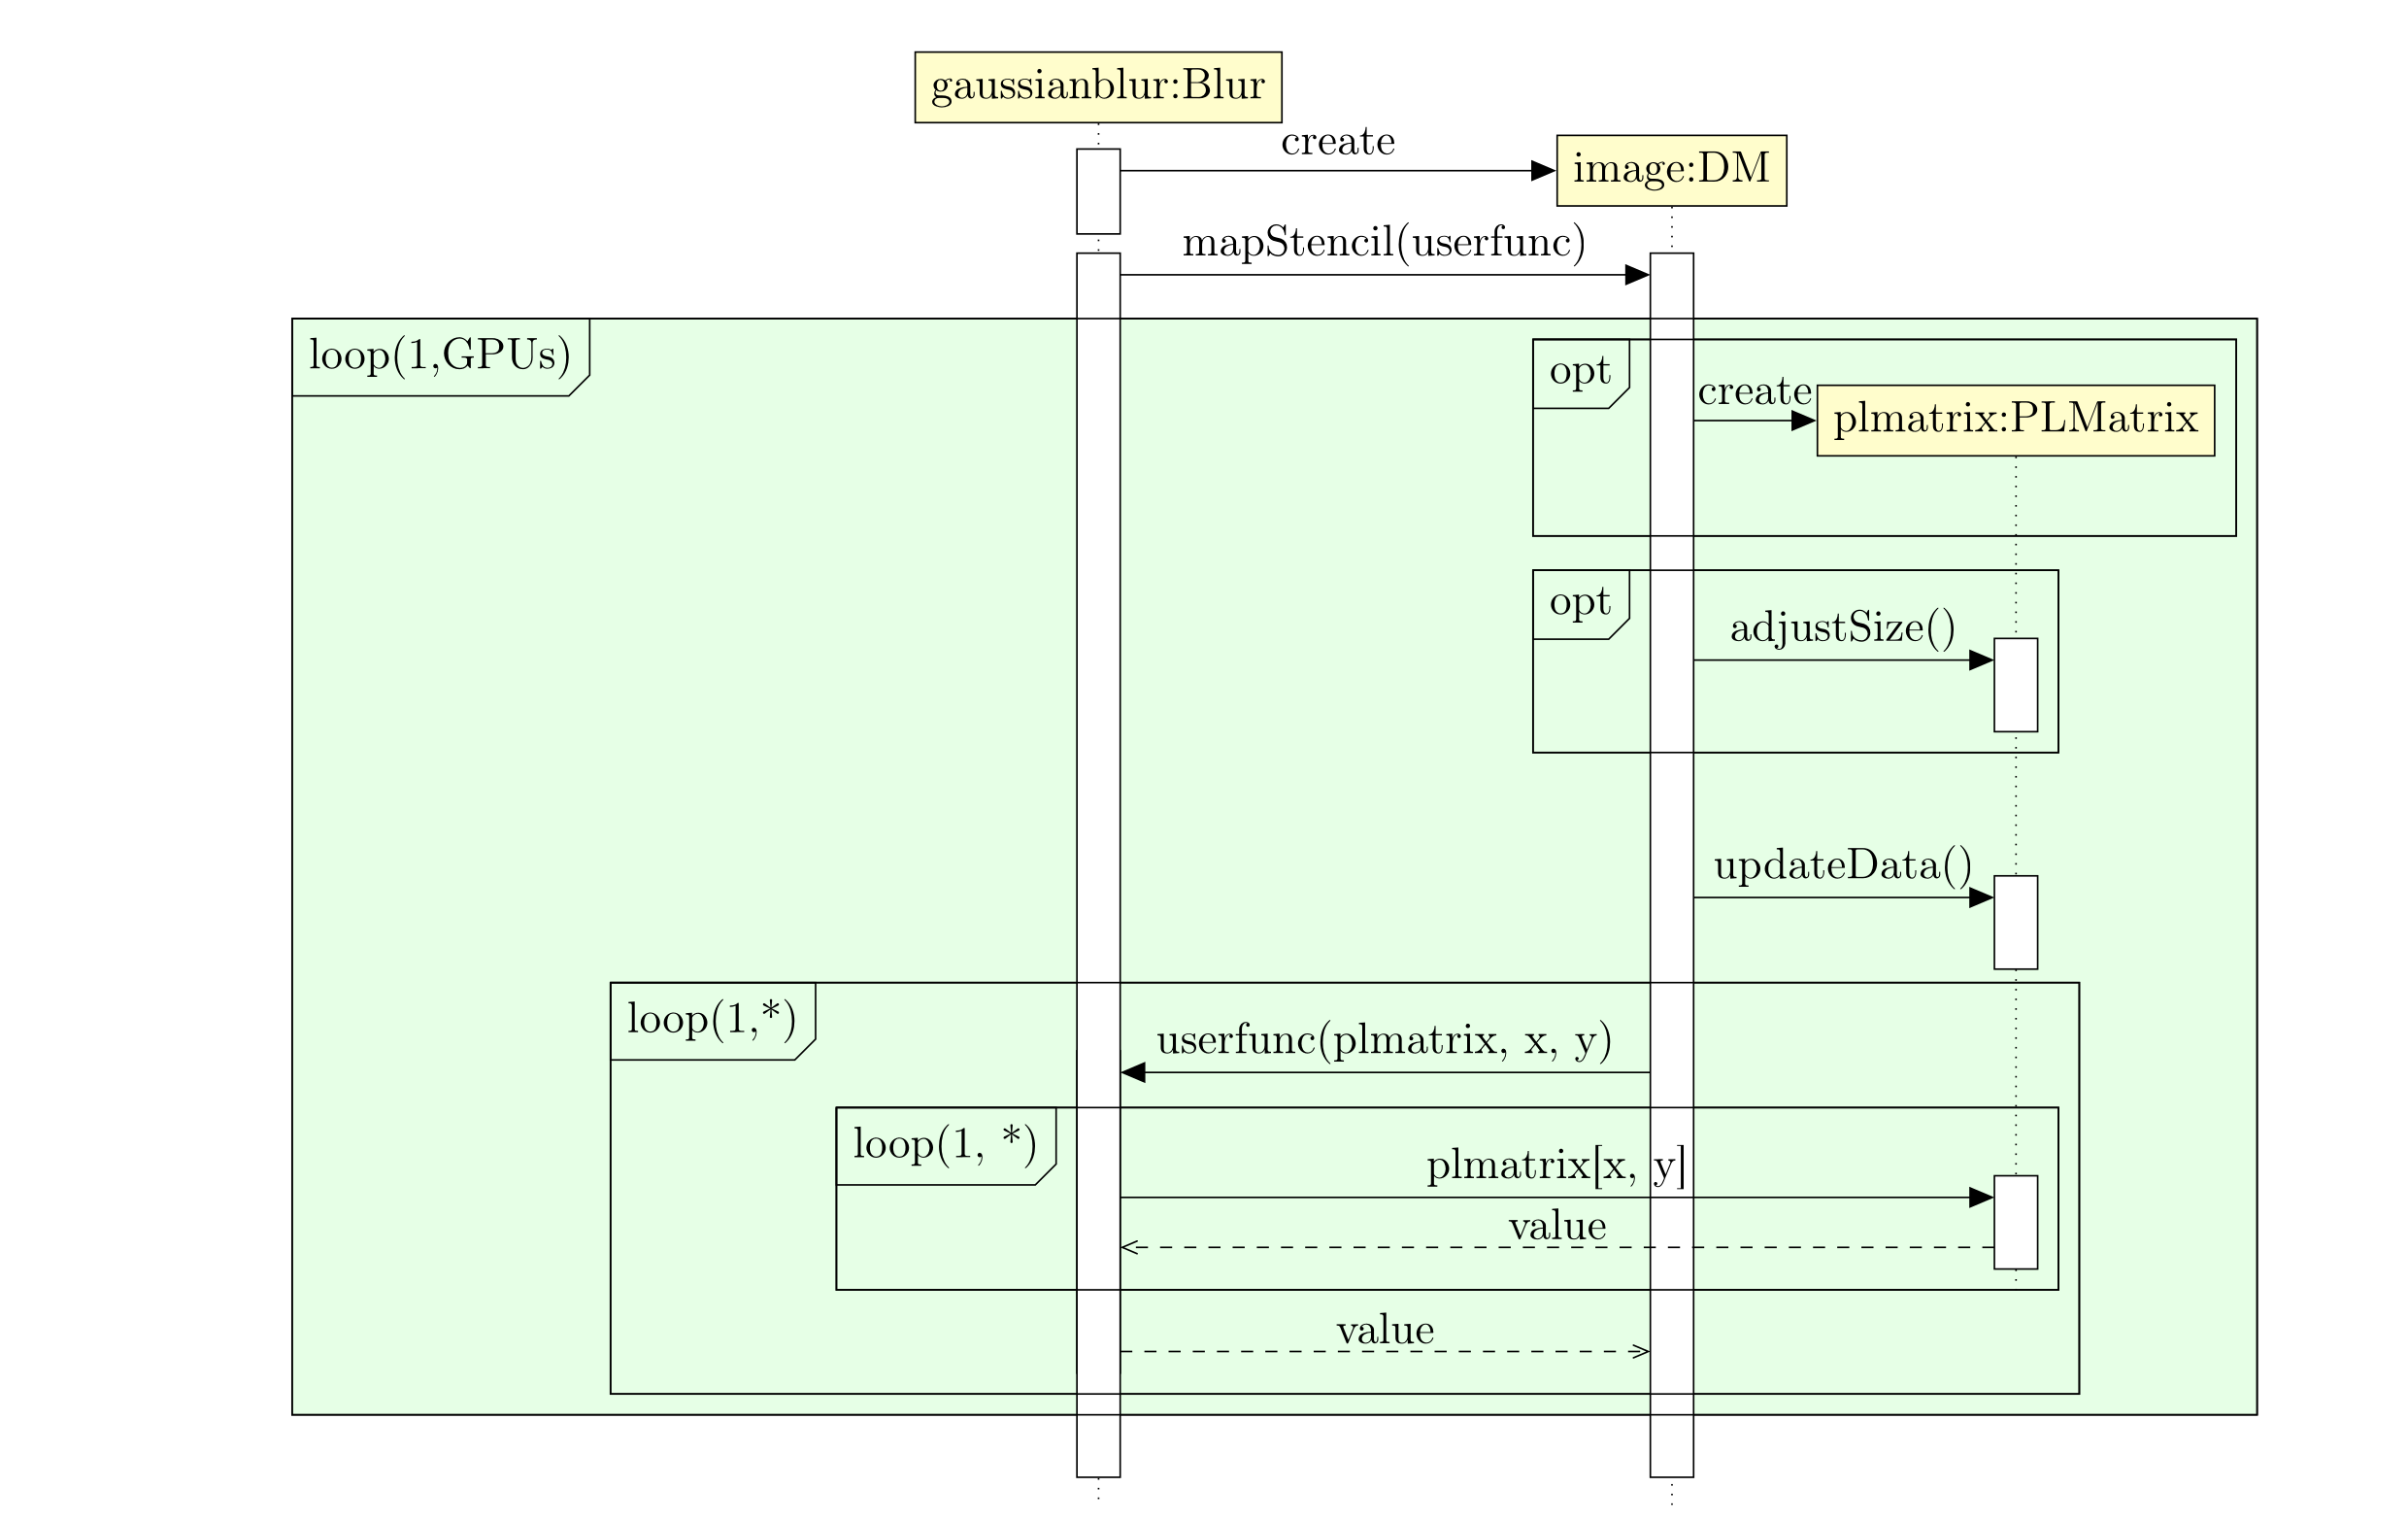 gaussianblur:Blur
create
image:DM
mapStencil(userfunc)
loop(1,GPUs)
opt
create
plmatrix:PLMatrix
opt
adjustSize()
updateData()
loop(1,*)
userfunc(plmatrix, x, y)
loop(1, *)
plmatrix[x, y]
value
value